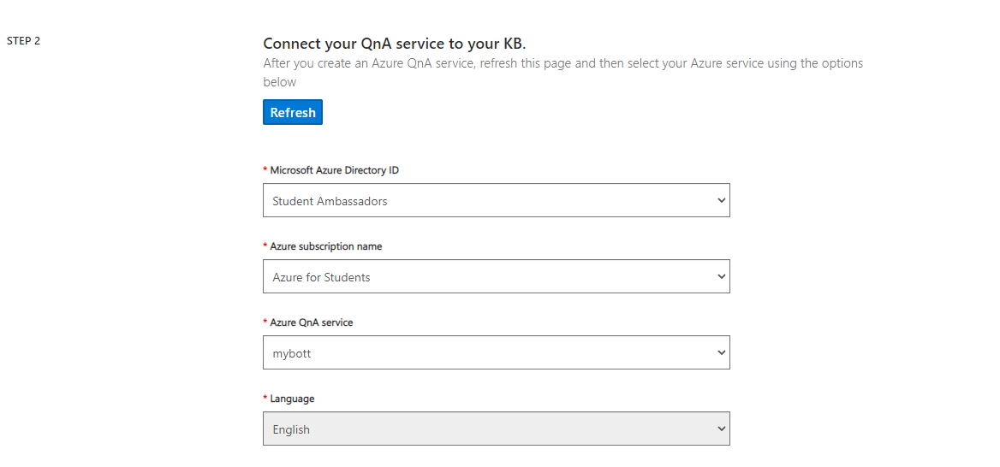 STEP 2
Connect your QnA service to your KB.
After you create an Azure QnA service, refresh this page and then select your Azure service using the options
below
Refresh
* Microsoft Azure Directory ID
Student Ambassadors
* Azure subscription name
Azure for Students
* Azure QnA service
mybott
* Language
English